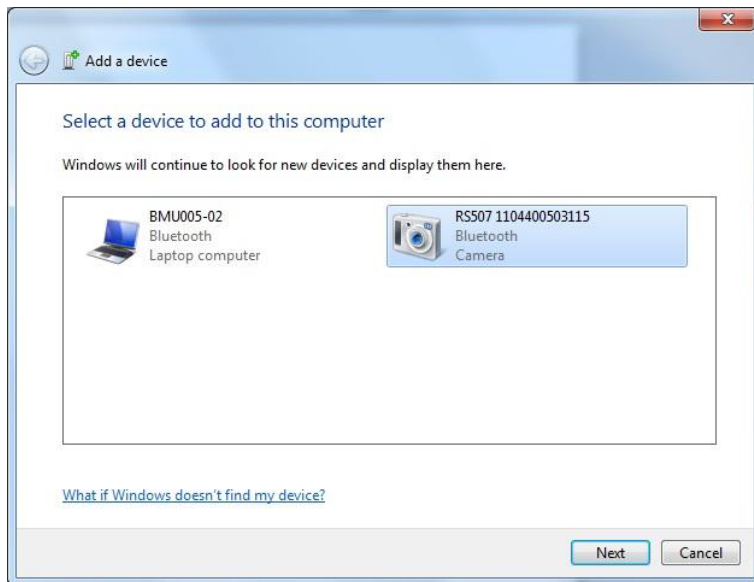 Add a device
Select a device to add to this computer
Windows will continue to look for new devices and display them here.
BMU005-02
Bluetooth
Laptop computer
RS507 1104400503115
Bluetooth
Camera
What if Windows doesn't find my device?
Next
Cancel